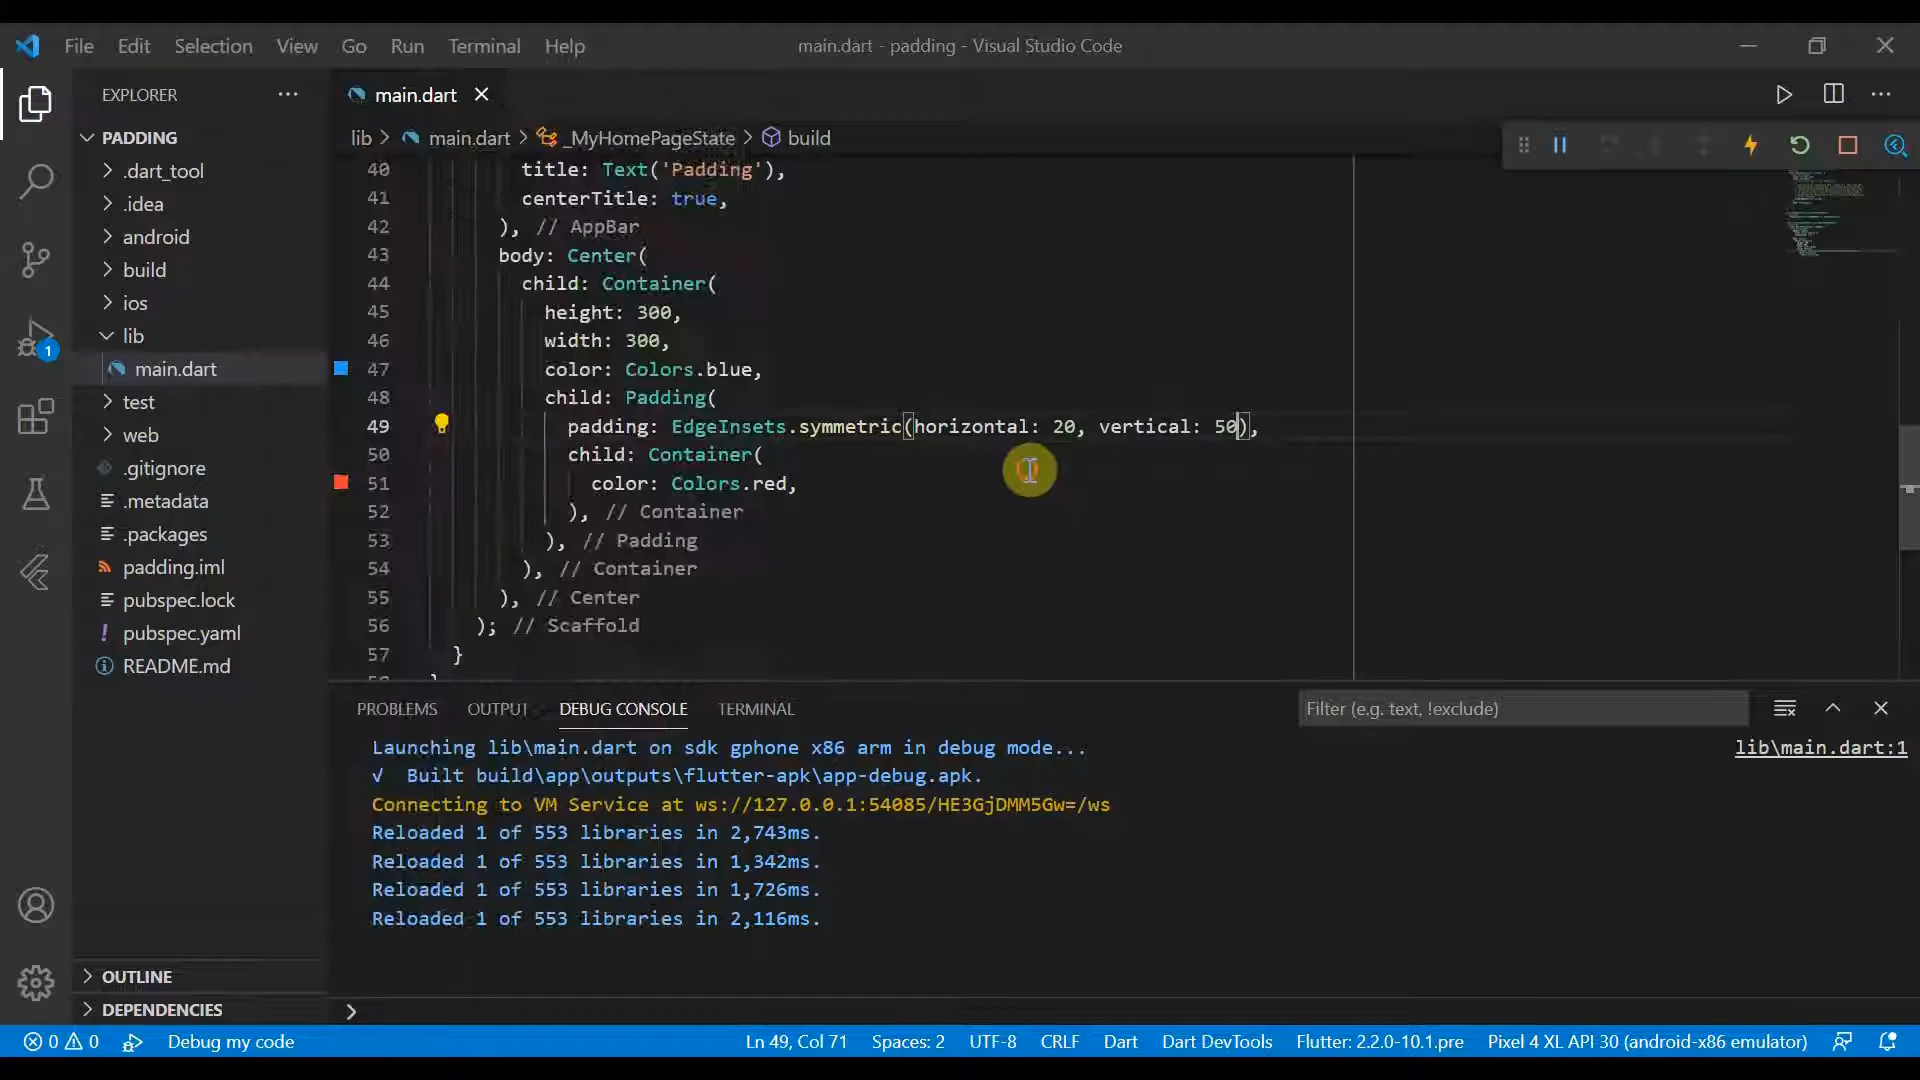 File Edit Selection View Go Run Terminal Help
main.dart - padding - Visual Studio Code
EXPLORER
main.dart
PADDING
.dart_tool
.idea
android
build
ios
lib
main.dart
test
web
.gitignore
.metadata
.packages
padding.iml
pubspec.lock
pubspec.yaml
README.md
OUTLINE
DEPENDENCIES
1
lib > main.dart > _MyHomePageState > build
40 title: Text('Padding'),
41 centerTitle: true,
42 ), // AppBar
43 body: Center(
44 child: Container(
45 height: 300,
46 width: 300,
47 color: Colors.blue,
48 child: Padding(
49 padding: EdgeInsets.symmetric(horizontal: 20, vertical: 50),
50 child: Container(
51 color: Colors.red,
52 ), // Container
53 ), // Padding
54 ), // Container
55 ), // Center
56 ); // Scaffold
57 }
PROBLEMS OUTPUT DEBUG CONSOLE TERMINAL
Filter (e.g. text, !exclude)
Launching lib\main.dart on sdk gphone x86 arm in debug mode...
lib\main.dart:1
√ Built build\app\outputs\flutter-apk\app-debug.apk.
Connecting to VM Service at ws://127.0.0.1:54085/HE3GjDMM5Gw=/ws
Reloaded 1 of 553 libraries in 2,743ms.
Reloaded 1 of 553 libraries in 1,342ms.
Reloaded 1 of 553 libraries in 1,726ms.
Reloaded 1 of 553 libraries in 2,116ms.
0 0 Debug my code
Ln 49, Col 71 Spaces: 2 UTF-8 CRLF Dart Dart DevTools Flutter: 2.2.0-10.1.pre Pixel 4 XL API 30 (android-x86 emulator)